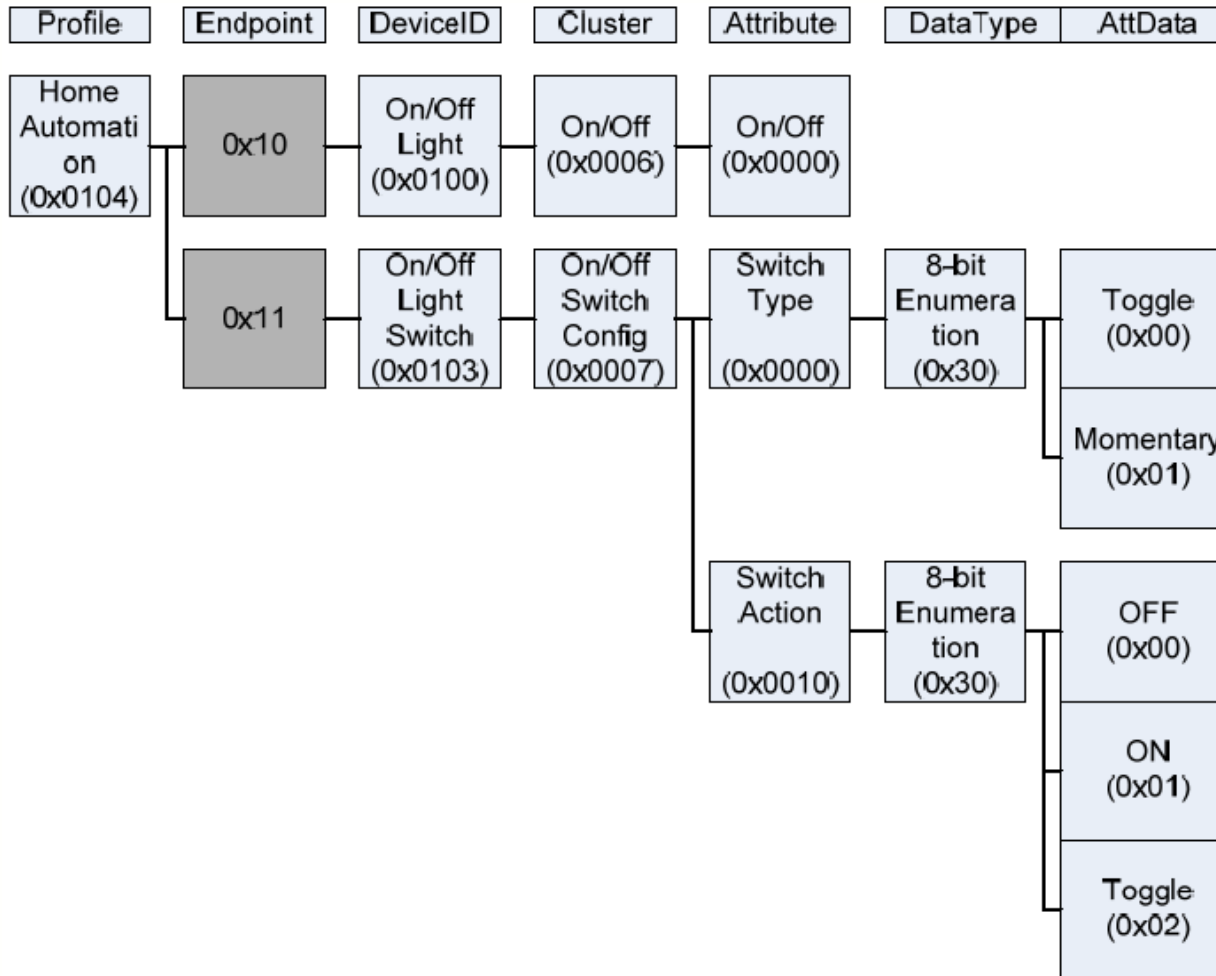 Profile
Endpoint
DeviceID
Cluster
Attribute
DataType
AttData
Home
Automati
on
(0x0104)
0x10
On/Off
Light
(0x0100)
On/Off
(0x0006)
On/Off
(0x0000)
0x11
On/Off
Light
Switch
(0x0103)
On/Off
Switch
Config
(0x0007)
Switch
Type
(0x0000)
8-bit
Enumera
tion
(0x30)
Toggle
(0x00)
Momentary
(0x01)
Switch
Action
(0x0010)
8-bit
Enumera
tion
(0x30)
OFF
(0x00)
ON
(0x01)
Toggle
(0x02)